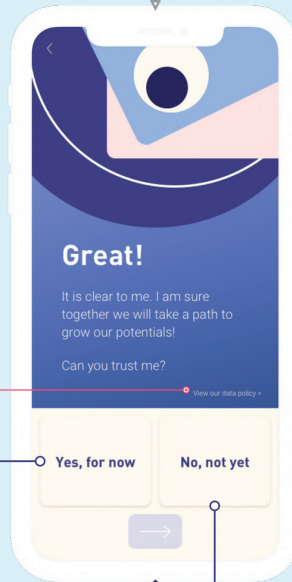 Great!
It is clear to me. I am sure
together we will take a path to
grow our potentials!
Can you trust me?
View our data policy >
Yes, for now
No, not yet